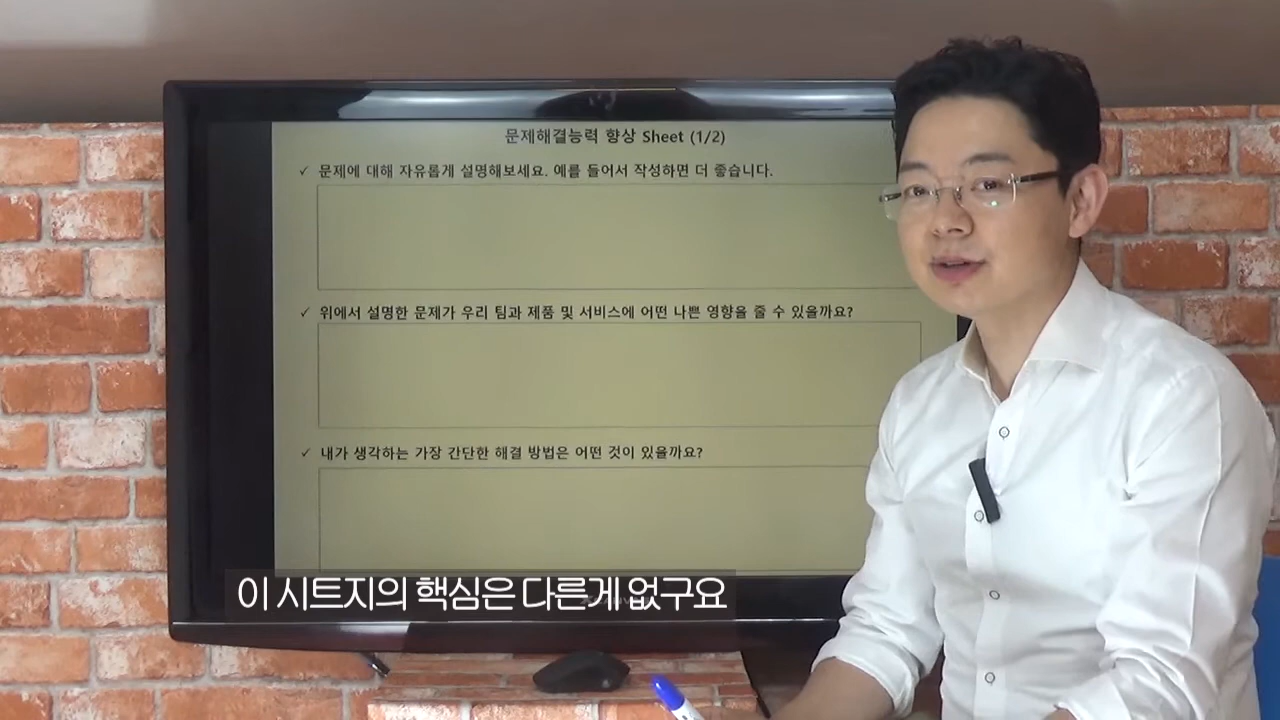 문제해결능력 향상 Sheet (1/2)
✓ 문제에 대해 자유롭게 설명해보세요. 예를 들어서 작성하면 더 좋습니다.
✓ 위에서 설명한 문제가 우리 팀과 제품 및 서비스에 어떤 나쁜 영향을 줄 수 있을까요?
✓ 내가 생각하는 가장 간단한 해결 방법은 어떤 것이 있을까요?
이 시트지의 핵심은 다른게 없구요